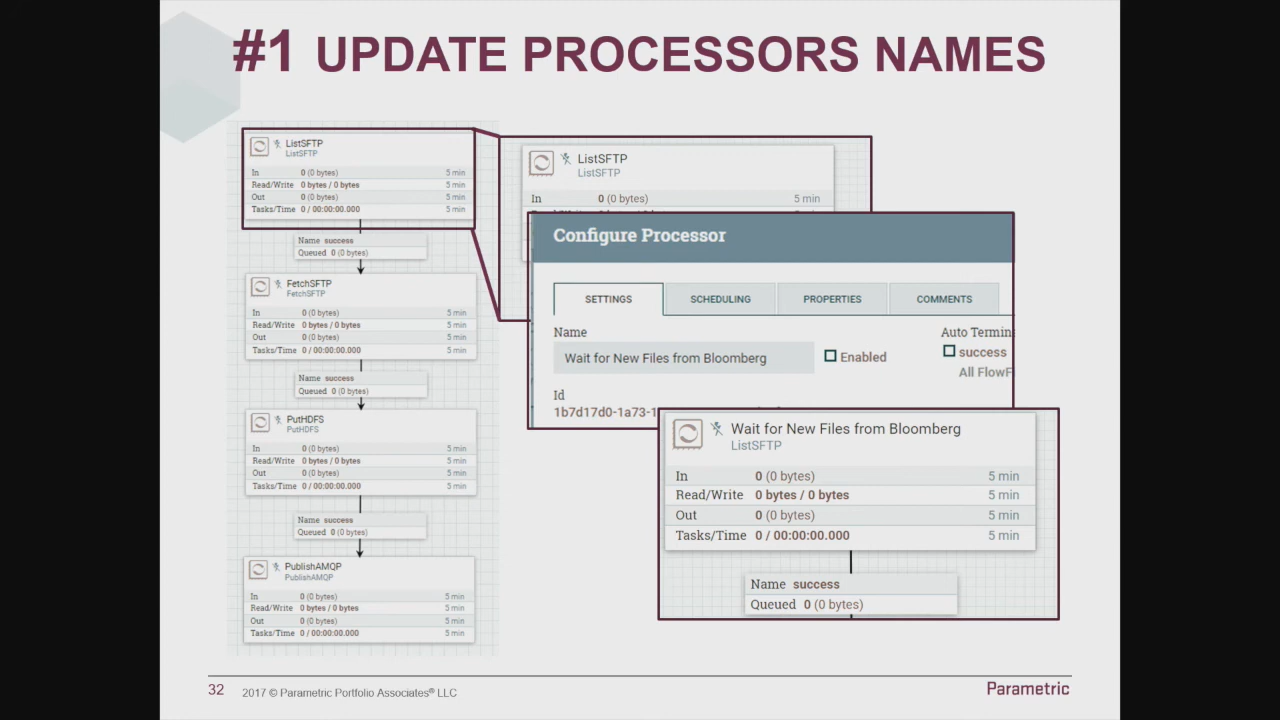 #1 UPDATE PROCESSORS NAMES
ListSFTP
ListSFTP
In 0 (0 bytes) 5 min
Read/Write 0 bytes / 0 bytes 5 min
Out 0 (0 bytes) 5 min
Tasks/Time 0 / 00:00:00.000 5 min
Name success
Queued 0 (0 bytes)
FetchSFTP
FetchSFTP
In 0 (0 bytes) 5 min
Read/Write 0 bytes / 0 bytes 5 min
Out 0 (0 bytes) 5 min
Tasks/Time 0 / 00:00:00.000 5 min
Name success
Queued 0 (0 bytes)
PutHDFS
PutHDFS
In 0 (0 bytes) 5 min
Read/Write 0 bytes / 0 bytes 5 min
Out 0 (0 bytes) 5 min
Tasks/Time 0 / 00:00:00.000 5 min
Name success
Queued 0 (0 bytes)
PublishAMQP
PublishAMQP
In 0 (0 bytes) 5 min
Read/Write 0 bytes / 0 bytes 5 min
Out 0 (0 bytes) 5 min
Tasks/Time 0 / 00:00:00.000 5 min
ListSFTP
ListSFTP
In 0 (0 bytes) 5 min
Configure Processor
SETTINGS SCHEDULING PROPERTIES COMMENTS
Name Auto Termin
Wait for New Files from Bloomberg Enabled success
All FlowF
Id
1b7d17d0-1a73-1
Wait for New Files from Bloomberg
ListSFTP
In 0 (0 bytes) 5 min
Read/Write 0 bytes / 0 bytes 5 min
Out 0 (0 bytes) 5 min
Tasks/Time 0 / 00:00:00.000 5 min
Name success
Queued 0 (0 bytes)
32 2017 © Parametric Portfolio Associates® LLC Parametric